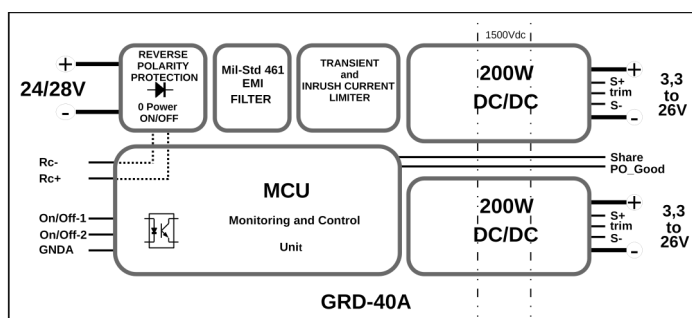 1500Vdc
REVERSE
POLARITY
PROTECTION
0 Power
ON/OFF
Mil-Std 461
EMI
FILTER
TRANSIENT
and
INRUSH CURRENT
LIMITER
200W
DC/DC
+
24/28V
-
+
S+
trim
S-
-
3,3
to
26V
Rc-
Rc+
On/Off-1
On/Off-2
GNDA
MCU
Monitoring and Control
Unit
Share
PO_Good
200W
DC/DC
+
S+
trim
S-
-
3,3
to
26V
GRD-40A